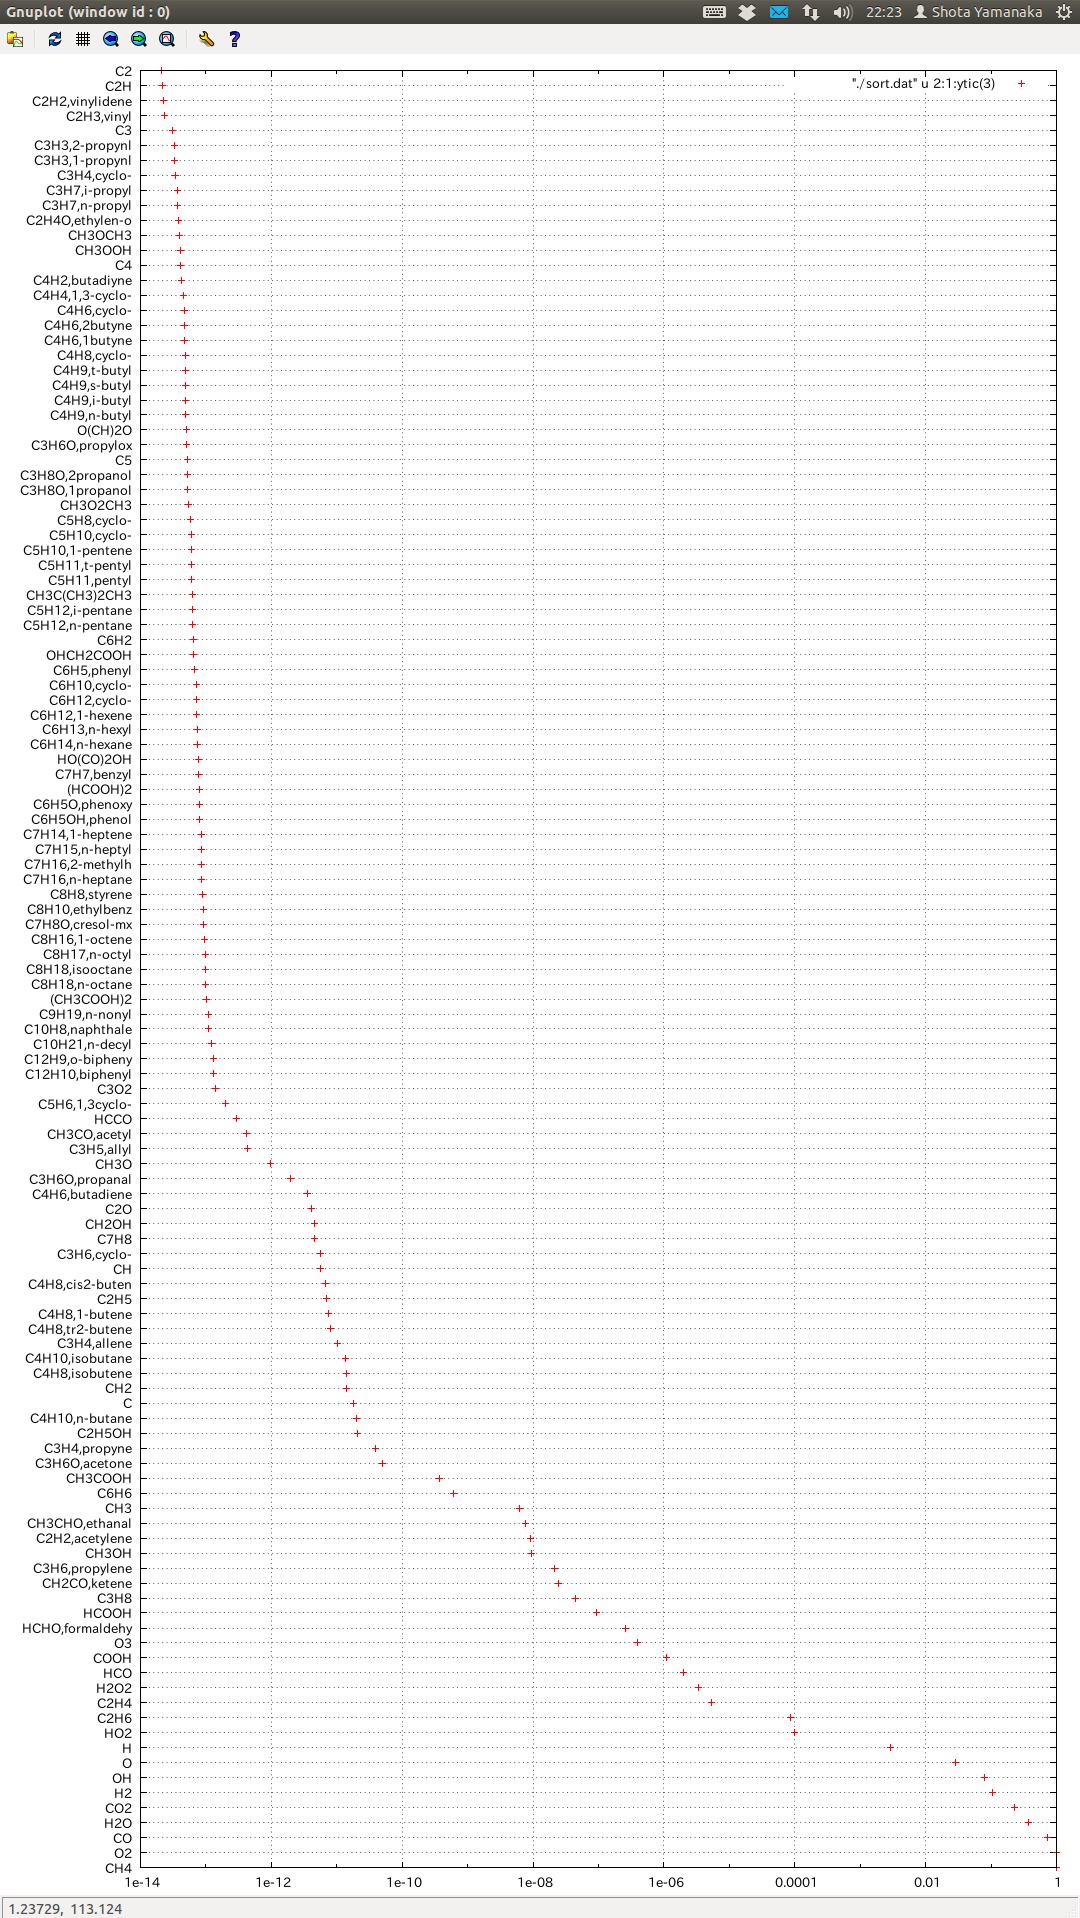 Gnuplot (window id : 0)
22:23 Shota Yamanaka
"./sort.dat" u 2:1:ytic(3)
C2
C2H
C2H2,vinylidene
C2H3,vinyl
C3
C3H3,2-propynl
C3H3,1-propynl
C3H4,cyclo-
C3H7,i-propyl
C3H7,n-propyl
C2H4O,ethylen-o
CH3OCH3
CH3OOH
C4
C4H2,butadiyne
C4H4,1,3-cyclo-
C4H6,cyclo-
C4H6,2butyne
C4H6,1butyne
C4H8,cyclo-
C4H9,t-butyl
C4H9,s-butyl
C4H9,i-butyl
C4H9,n-butyl
O(CH)2O
C3H6O,propylox
C5
C3H8O,2propanol
C3H8O,1propanol
CH3O2CH3
C5H8,cyclo-
C5H10,cyclo-
C5H10,1-pentene
C5H11,t-pentyl
C5H11,pentyl
CH3C(CH3)2CH3
C5H12,i-pentane
C5H12,n-pentane
C6H2
OHCH2COOH
C6H5,phenyl
C6H10,cyclo-
C6H12,cyclo-
C6H12,1-hexene
C6H13,n-hexyl
C6H14,n-hexane
HO(CO)2OH
C7H7,benzyl
(HCOOH)2
C6H5O,phenoxy
C6H5OH,phenol
C7H14,1-heptene
C7H15,n-heptyl
C7H16,2-methylh
C7H16,n-heptane
C8H8,styrene
C8H10,ethylbenz
C7H8O,cresol-mx
C8H16,1-octene
C8H17,n-octyl
C8H18,isooctane
C8H18,n-octane
(CH3COOH)2
C9H19,n-nonyl
C10H8,naphthale
C10H21,n-decyl
C12H9,o-bipheny
C12H10,biphenyl
C3O2
C5H6,1,3cyclo-
HCCO
CH3CO,acetyl
C3H5,allyl
CH3O
C3H6O,propanal
C4H6,butadiene
C2O
CH2OH
C7H8
C3H6,cyclo-
CH
C4H8,cis2-buten
C2H5
C4H8,1-butene
C4H8,tr2-butene
C3H4,allene
C4H10,isobutane
C4H8,isobutene
CH2
C
C4H10,n-butane
C2H5OH
C3H4,propyne
C3H6O,acetone
CH3COOH
C6H6
CH3
CH3CHO,ethanal
C2H2,acetylene
CH3OH
C3H6,propylene
CH2CO,ketene
C3H8
HCOOH
HCHO,formaldehy
O3
COOH
HCO
H2O2
C2H4
C2H6
HO2
H
O
OH
H2
CO2
H2O
CO
O2
CH4
1e-14 1e-12 1e-10 1e-08 1e-06 0.0001 0.01 1
1.23729, 113.124